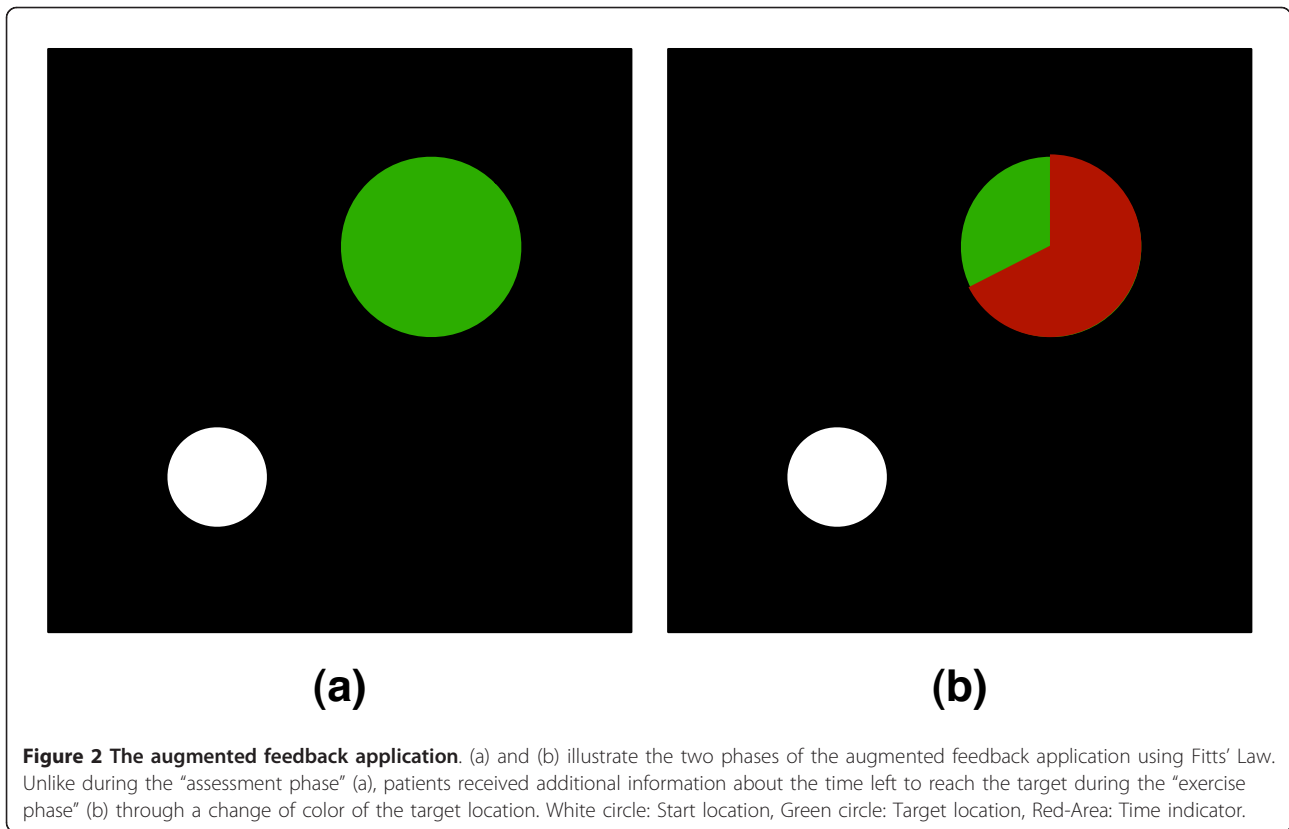 (a)
(b)
Figure 2 The augmented feedback application. (a) and (b) illustrate the two phases of the augmented feedback application using Fitts’ Law.
Unlike during the “assessment phase” (a), patients received additional information about the time left to reach the target during the “exercise
phase” (b) through a change of color of the target location. White circle: Start location, Green circle: Target location, Red-Area: Time indicator.